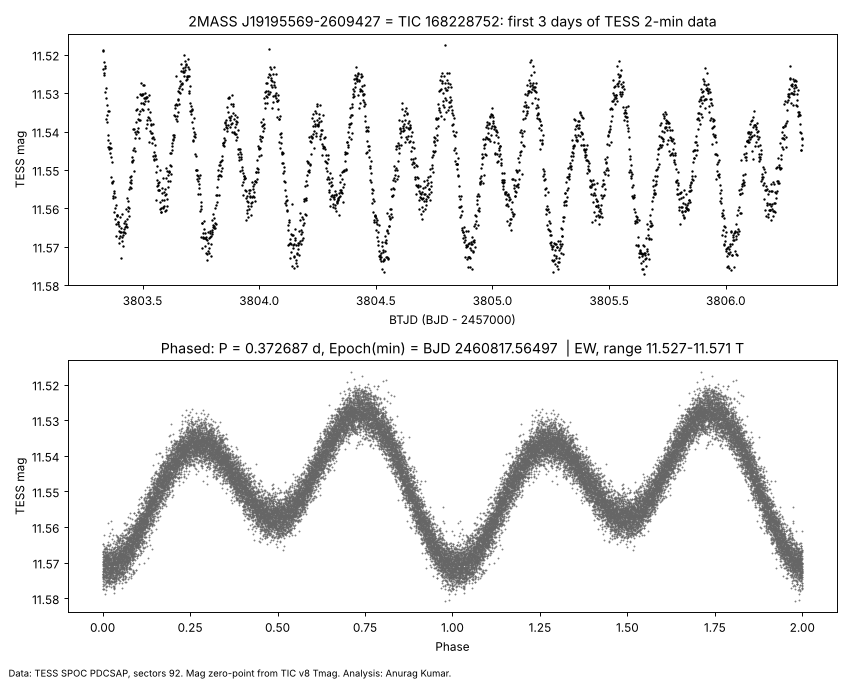 2MASS J19195569-2609427 = TIC 168228752: first 3 days of TESS 2-min data
11.52
11.53
11.54
11.55
11.56
11.57
11.58
TESS mag
3803.5 3804.0 3804.5 3805.0 3805.5 3806.0
BTJD (BJD - 2457000)
Phased: P = 0.372687 d, Epoch(min) = BJD 2460817.56497 | EW, range 11.527-11.571 T
11.52
11.53
11.54
11.55
11.56
11.57
11.58
TESS mag
0.00 0.25 0.50 0.75 1.00 1.25 1.50 1.75 2.00
Phase
Data: TESS SPOC PDCSAP, sectors 92. Mag zero-point from TIC v8 Tmag. Analysis: Anurag Kumar.